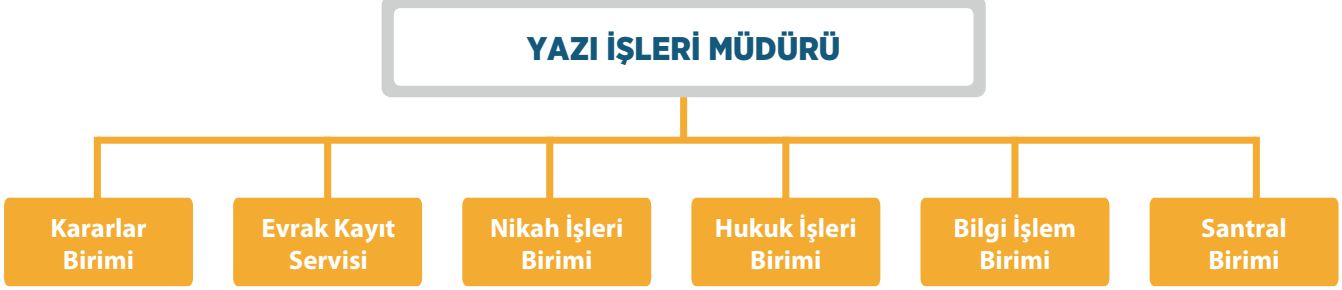 YAZI İŞLERİ MÜDÜRÜ
Kararlar
Birimi
Evrak Kayıt
Servisi
Nikah İşleri
Birimi
Hukuk İşleri
Birimi
Bilgi İşlem
Birimi
Santral
Birimi